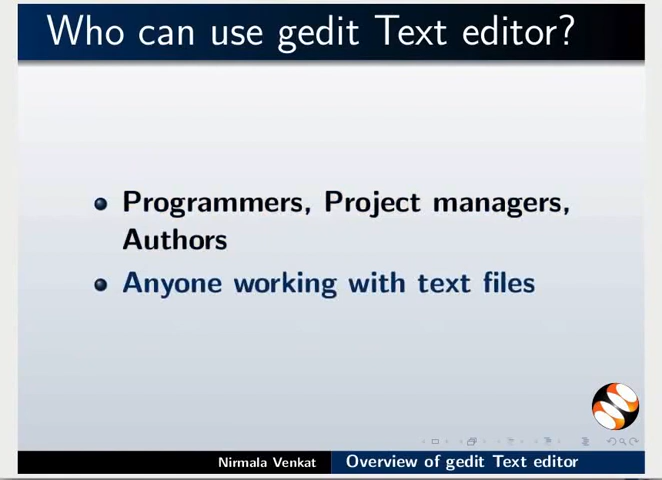 Who can use gedit Text editor?
Programmers, Project managers,
Authors
Anyone working with text files
Nirmala Venkat
Overview of gedit Text editor